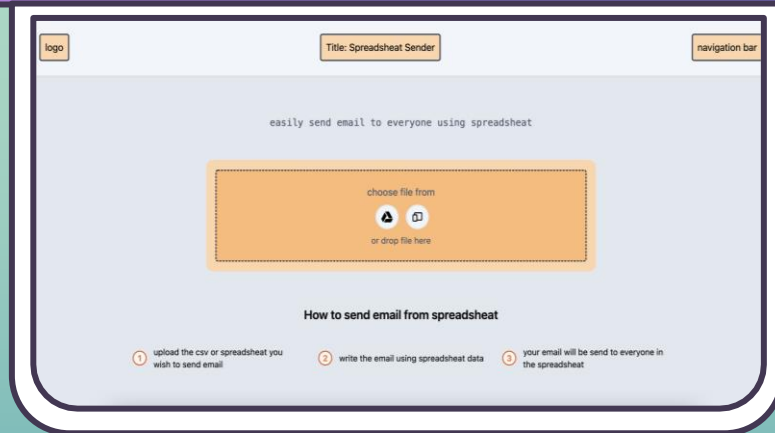 logo
Title: Spreadsheat Sender
navigation bar
easily send email to everyone using spreadsheat
choose file from
or drop file here
How to send email from spreadsheat
1
upload the csv or spreadsheat you
wish to send email
2
write the email using spreadsheat data
3
your email will be send to everyone in
the spreadsheat